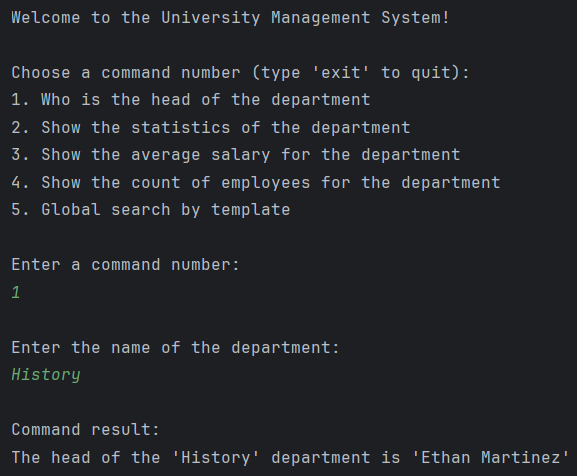 Welcome to the University Management System!
Choose a command number (type 'exit' to quit):
1. Who is the head of the department
2. Show the statistics of the department
3. Show the average salary for the department
4. Show the count of employees for the department
5. Global search by template
Enter a command number:
1
Enter the name of the department:
History
Command result:
The head of the 'History' department is 'Ethan Martinez'